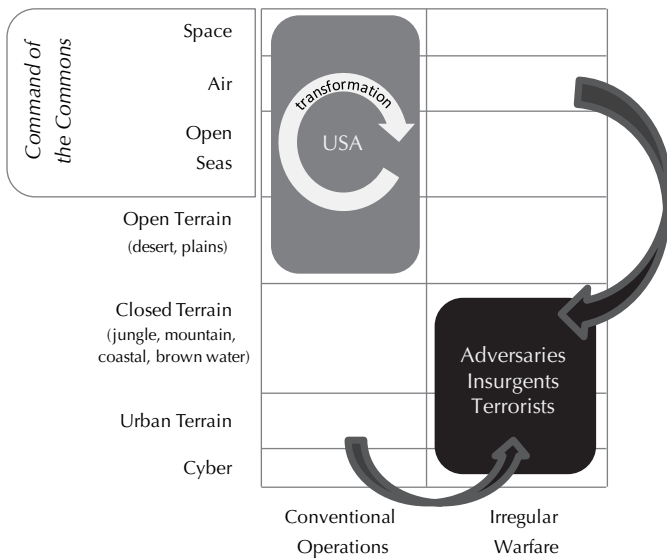 Command of
the Commons
Space
Air
Open
Seas
transformation
USA
Open Terrain
(desert, plains)
Closed Terrain
(jungle, mountain,
coastal, brown water)
Adversaries
Insurgents
Terrorists
Urban Terrain
Cyber
Conventional
Operations
Irregular
Warfare